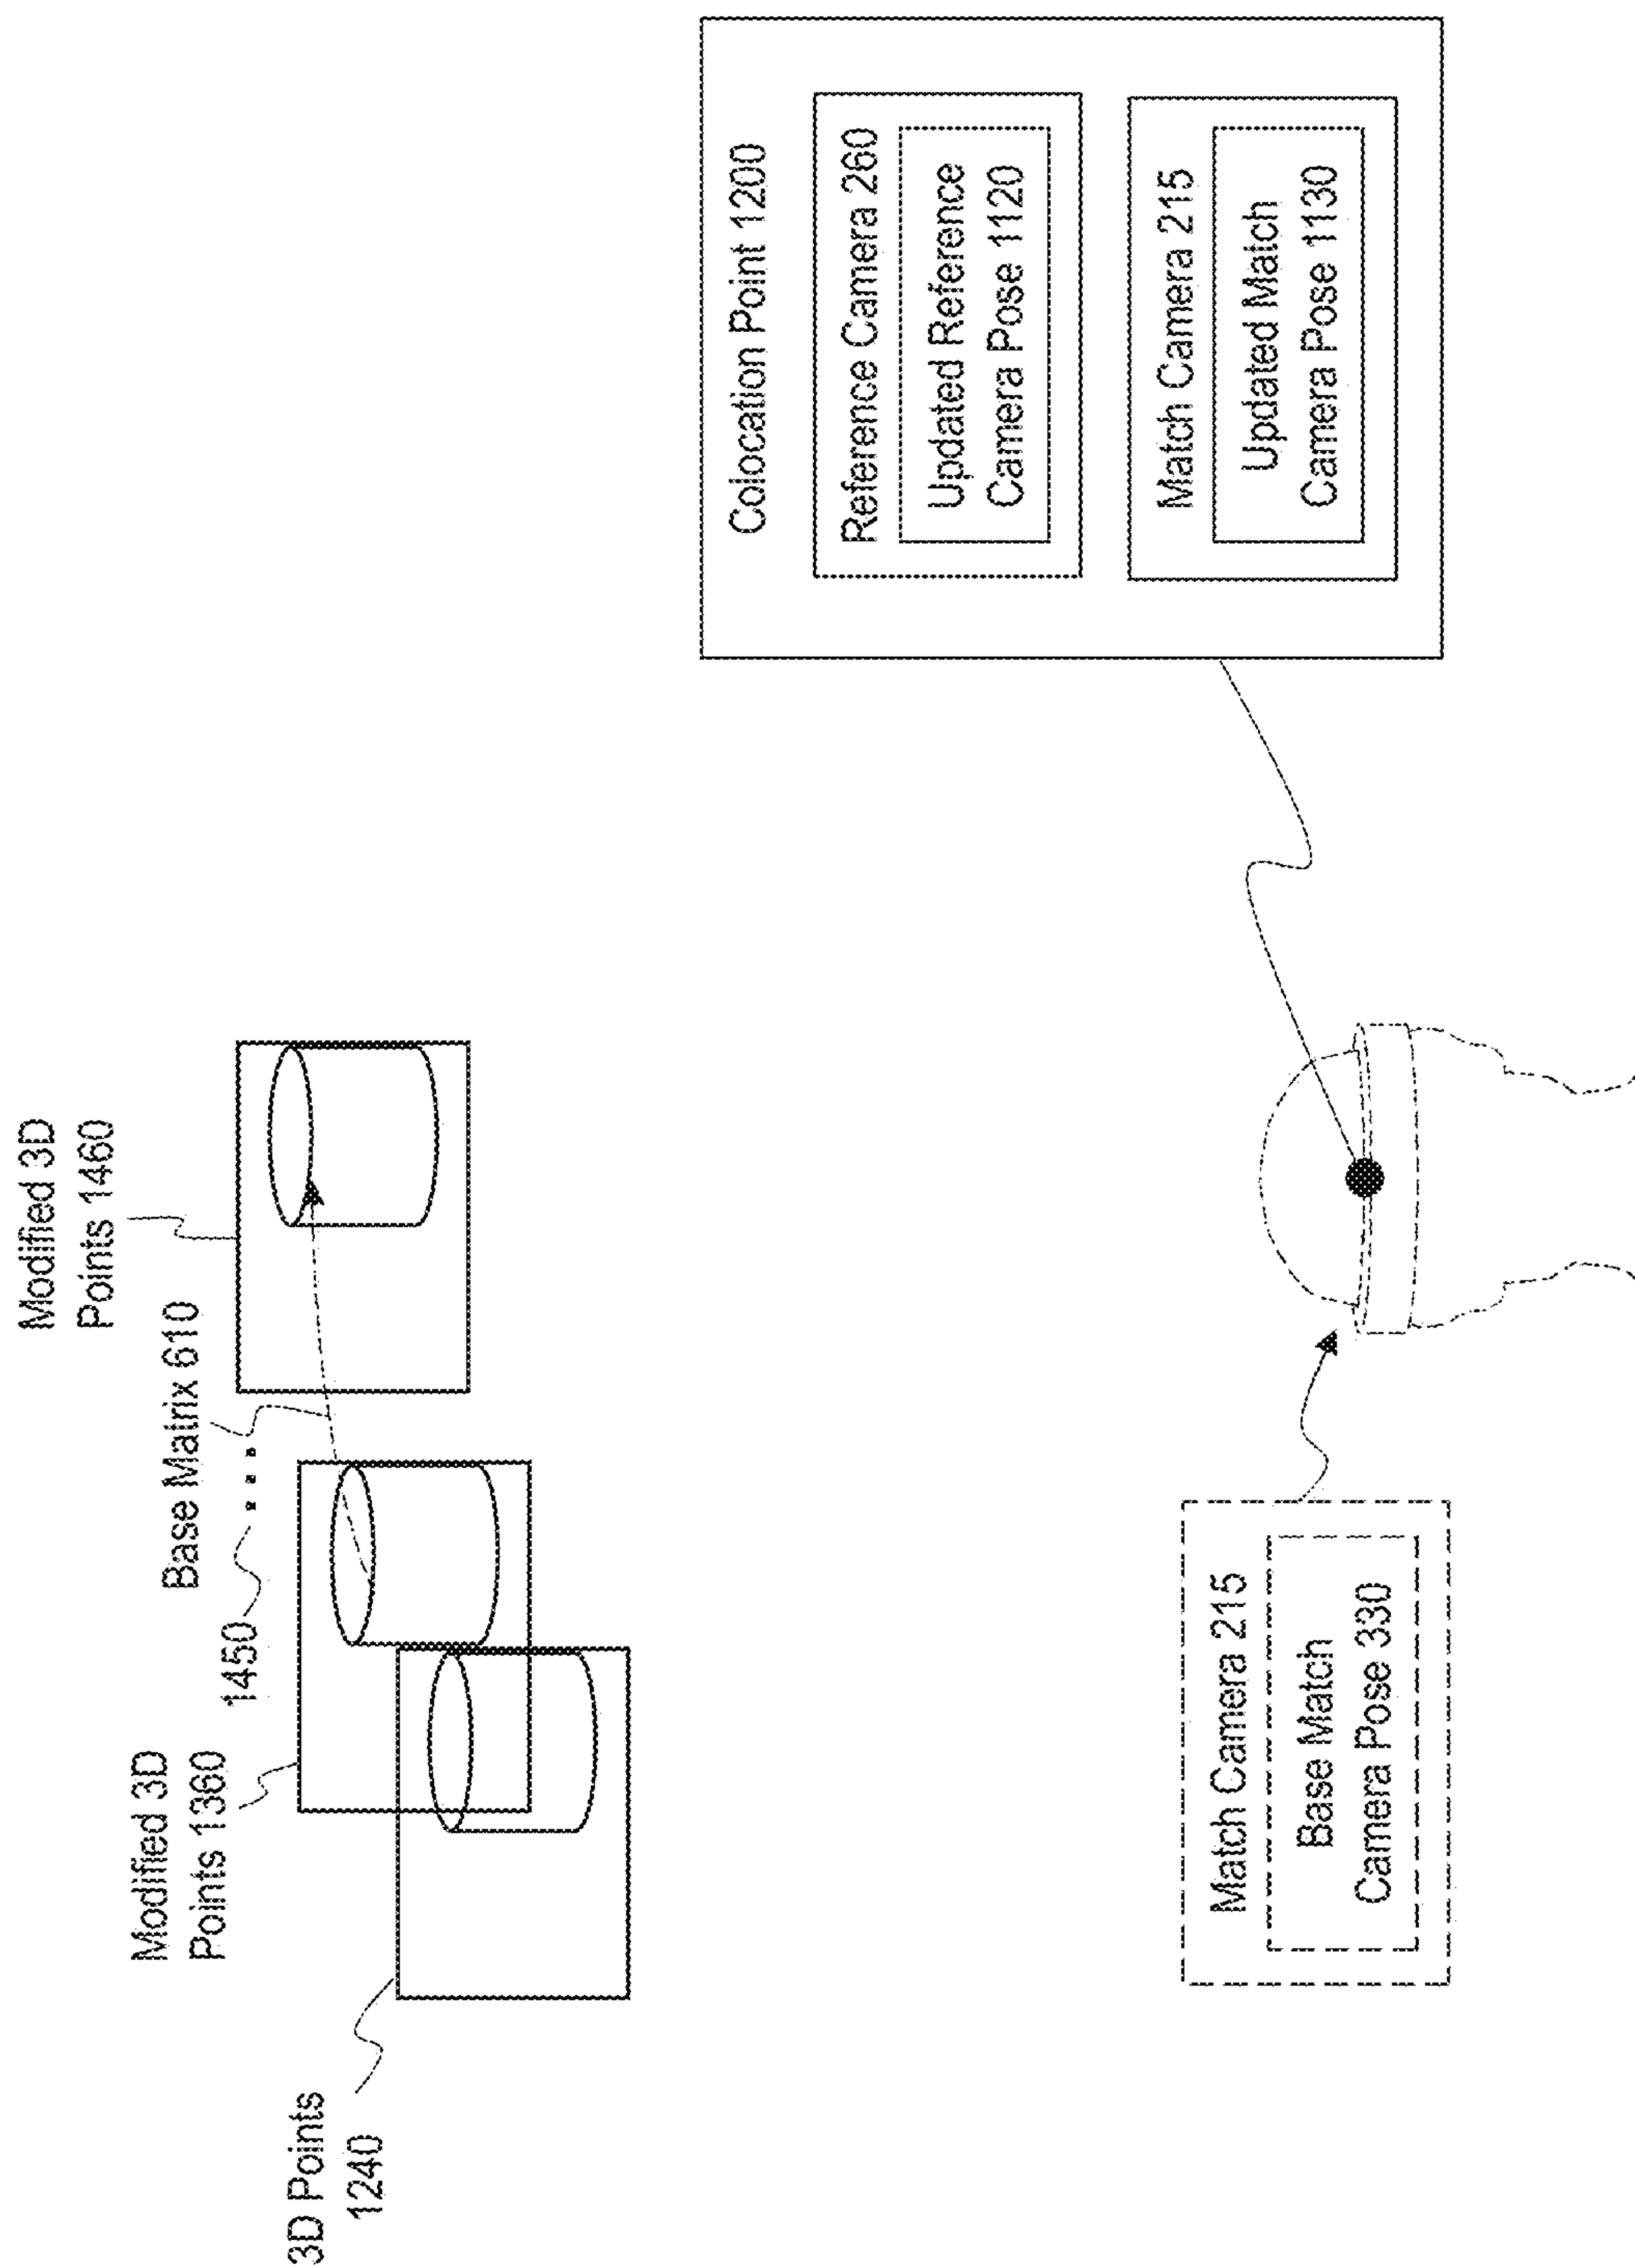 3D Points
1240
Modified 3D
Points 1360
1450
Base Matrix 610
Modified 3D
Points 1460
Match Camera 215
Base Match
Camera Pose 330
Colocation Point 1200
Reference Camera 260
Updated Reference
Camera Pose 1120
Match Camera 215
Updated Match
Camera Pose 1130